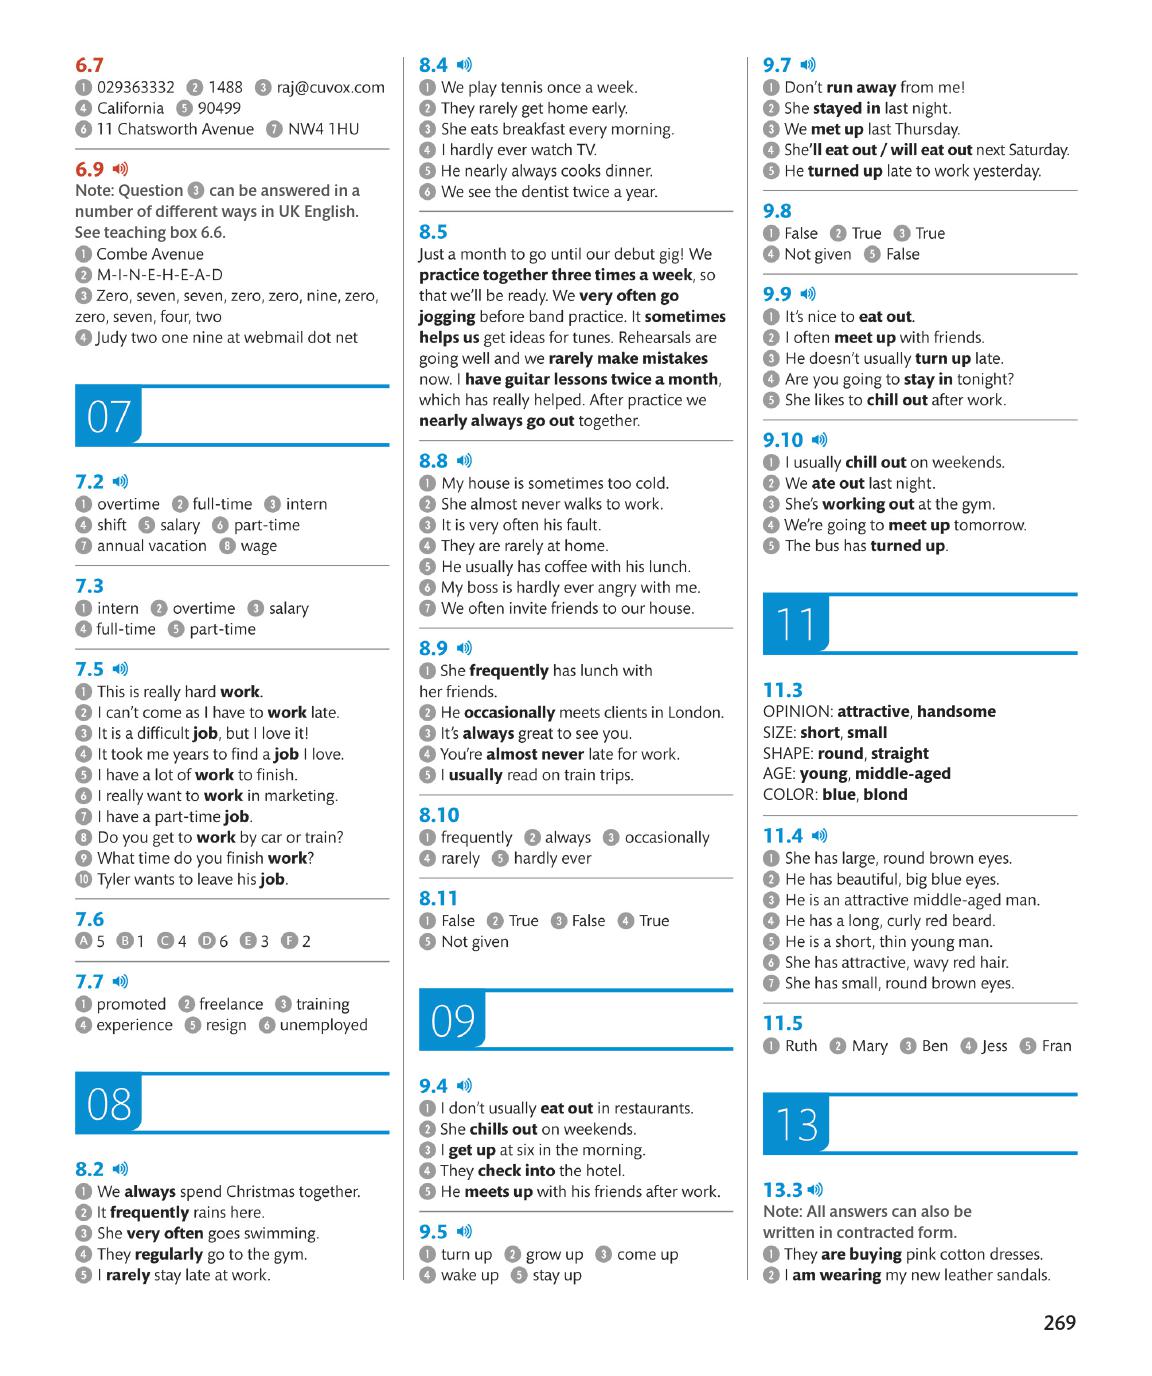 6.7
1 029363332 2 1488 3 raj@cuvox.com
4 California 5 90499
6 11 Chatsworth Avenue 7 NW4 1HU
6.9
Note: Question 3 can be answered in a
number of different ways in UK English.
See teaching box 6.6.
1 Combe Avenue
2 M-I-N-E-H-E-A-D
3 Zero, seven, seven, zero, zero, nine, zero,
zero, seven, four, two
4 Judy two one nine at webmail dot net
07
7.2
1 overtime 2 full-time 3 intern
4 shift 5 salary 6 part-time
7 annual vacation 8 wage
7.3
1 intern 2 overtime 3 salary
4 full-time 5 part-time
7.5
1 This is really hard work.
2 I can't come as I have to work late.
3 It is a difficult job, but I love it!
4 It took me years to find a job I love.
5 I have a lot of work to finish.
6 I really want to work in marketing.
7 I have a part-time job.
8 Do you get to work by car or train?
9 What time do you finish work?
10 Tyler wants to leave his job.
7.6
A 5 B 1 C 4 D 6 E 3 F 2
7.7
1 promoted 2 freelance 3 training
4 experience 5 resign 6 unemployed
08
8.2
1 We always spend Christmas together.
2 It frequently rains here.
3 She very often goes swimming.
4 They regularly go to the gym.
5 I rarely stay late at work.
8.4
1 We play tennis once a week.
2 They rarely get home early.
3 She eats breakfast every morning.
4 I hardly ever watch TV.
5 He nearly always cooks dinner.
6 We see the dentist twice a year.
8.5
Just a month to go until our debut gig! We
practice together three times a week, so
that we'll be ready. We very often go
jogging before band practice. It sometimes
helps us get ideas for tunes. Rehearsals are
going well and we rarely make mistakes
now. I have guitar lessons twice a month,
which has really helped. After practice we
nearly always go out together.
8.8
1 My house is sometimes too cold.
2 She almost never walks to work.
3 It is very often his fault.
4 They are rarely at home.
5 He usually has coffee with his lunch.
6 My boss is hardly ever angry with me.
7 We often invite friends to our house.
8.9
1 She frequently has lunch with
her friends.
2 He occasionally meets clients in London.
3 It's always great to see you.
4 You're almost never late for work.
5 I usually read on train trips.
8.10
1 frequently 2 always 3 occasionally
4 rarely 5 hardly ever
8.11
1 False 2 True 3 False 4 True
5 Not given
09
9.4
1 I don't usually eat out in restaurants.
2 She chills out on weekends.
3 I get up at six in the morning.
4 They check into the hotel.
5 He meets up with his friends after work.
9.5
1 turn up 2 grow up 3 come up
4 wake up 5 stay up
9.7
1 Don't run away from me!
2 She stayed in last night.
3 We met up last Thursday.
4 She'll eat out / will eat out next Saturday.
5 He turned up late to work yesterday.
9.8
1 False 2 True 3 True
4 Not given 5 False
9.9
1 It's nice to eat out.
2 I often meet up with friends.
3 He doesn't usually turn up late.
4 Are you going to stay in tonight?
5 She likes to chill out after work.
9.10
1 I usually chill out on weekends.
2 We ate out last night.
3 She's working out at the gym.
4 We're going to meet up tomorrow.
5 The bus has turned up.
11
11.3
OPINION: attractive, handsome
SIZE: short, small
SHAPE: round, straight
AGE: young, middle-aged
COLOR: blue, blond
11.4
1 She has large, round brown eyes.
2 He has beautiful, big blue eyes.
3 He is an attractive middle-aged man.
4 He has a long, curly red beard.
5 He is a short, thin young man.
6 She has attractive, wavy red hair.
7 She has small, round brown eyes.
11.5
1 Ruth 2 Mary 3 Ben 4 Jess 5 Fran
13
13.3
Note: All answers can also be
written in contracted form.
1 They are buying pink cotton dresses.
2 I am wearing my new leather sandals.
269